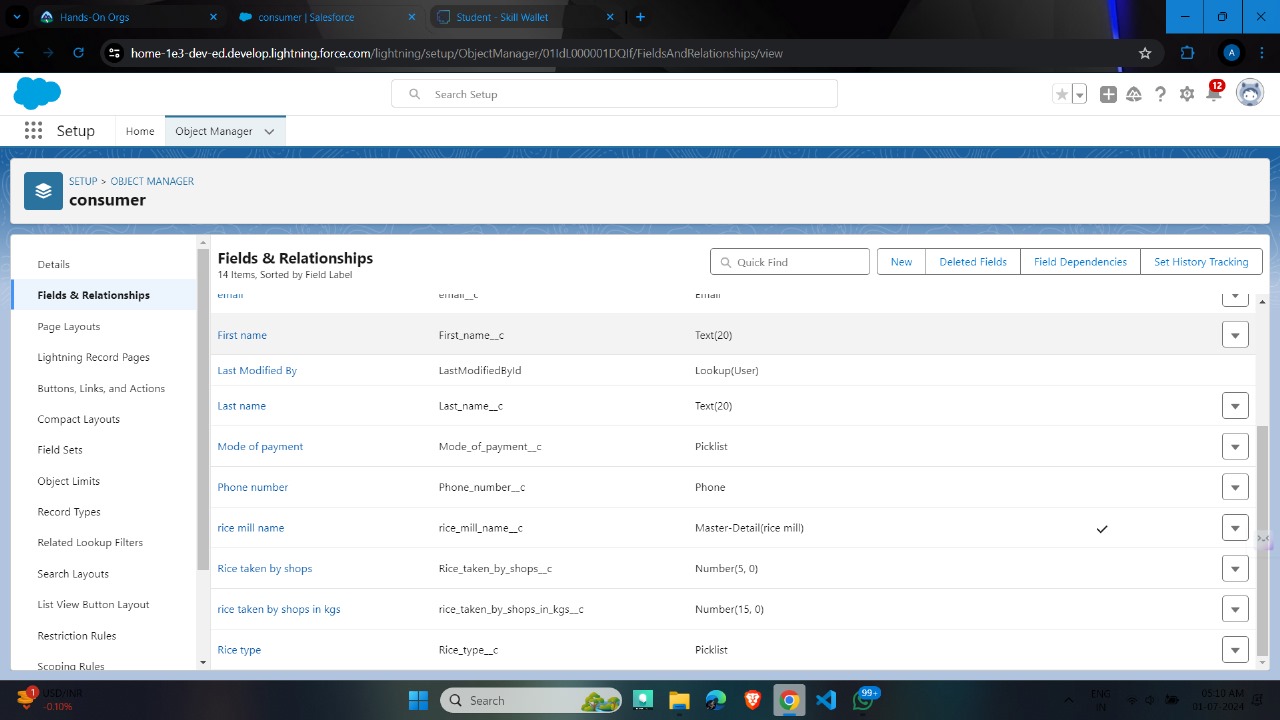 Hands-On Orgs
consumer | Salesforce
Student - Skill Wallet
home-1e3-dev-ed.develop.lightning.force.com/lightning/setup/ObjectManager/01IdL000001DQIf/FieldsAndRelationships/view
A
Search Setup
12
Setup
Home
Object Manager
SETUP > OBJECT MANAGER
consumer
Details
Fields & Relationships
Page Layouts
Lightning Record Pages
Buttons, Links, and Actions
Compact Layouts
Field Sets
Object Limits
Record Types
Related Lookup Filters
Search Layouts
List View Button Layout
Restriction Rules
Scoping Rules
Fields & Relationships
14 Items, Sorted by Field Label
Quick Find
New
Deleted Fields
Field Dependencies
Set History Tracking
email email__c Email
First name First_name__c Text(20)
Last Modified By LastModifiedById Lookup(User)
Last name Last_name__c Text(20)
Mode of payment Mode_of_payment__c Picklist
Phone number Phone_number__c Phone
rice mill name rice_mill_name__c Master-Detail(rice mill)
Rice taken by shops Rice_taken_by_shops__c Number(5, 0)
rice taken by shops in kgs rice_taken_by_shops_in_kgs__c Number(15, 0)
Rice type Rice_type__c Picklist
1
USD/INR
-0.10%
Search
99+
ENG
IN
05:10 AM
01-07-2024